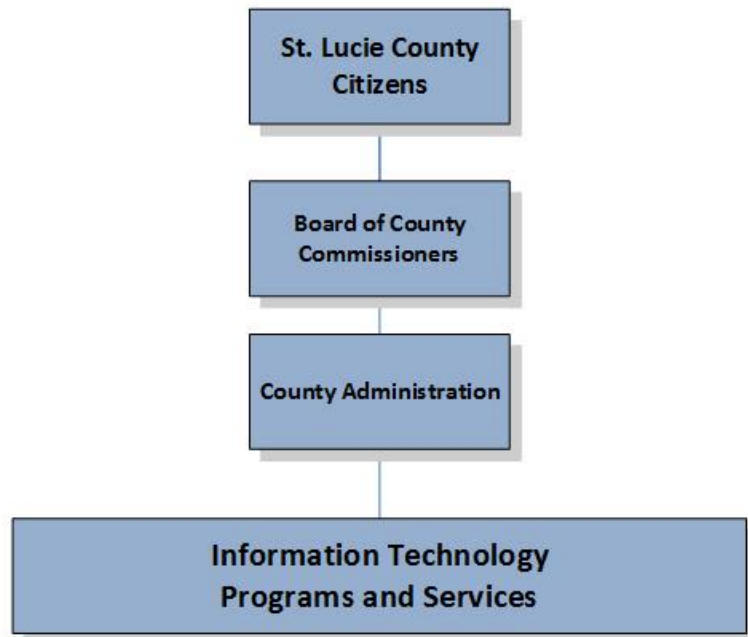 St. Lucie County
Citizens
Board of County
Commissioners
County Administration
Information Technology
Programs and Services